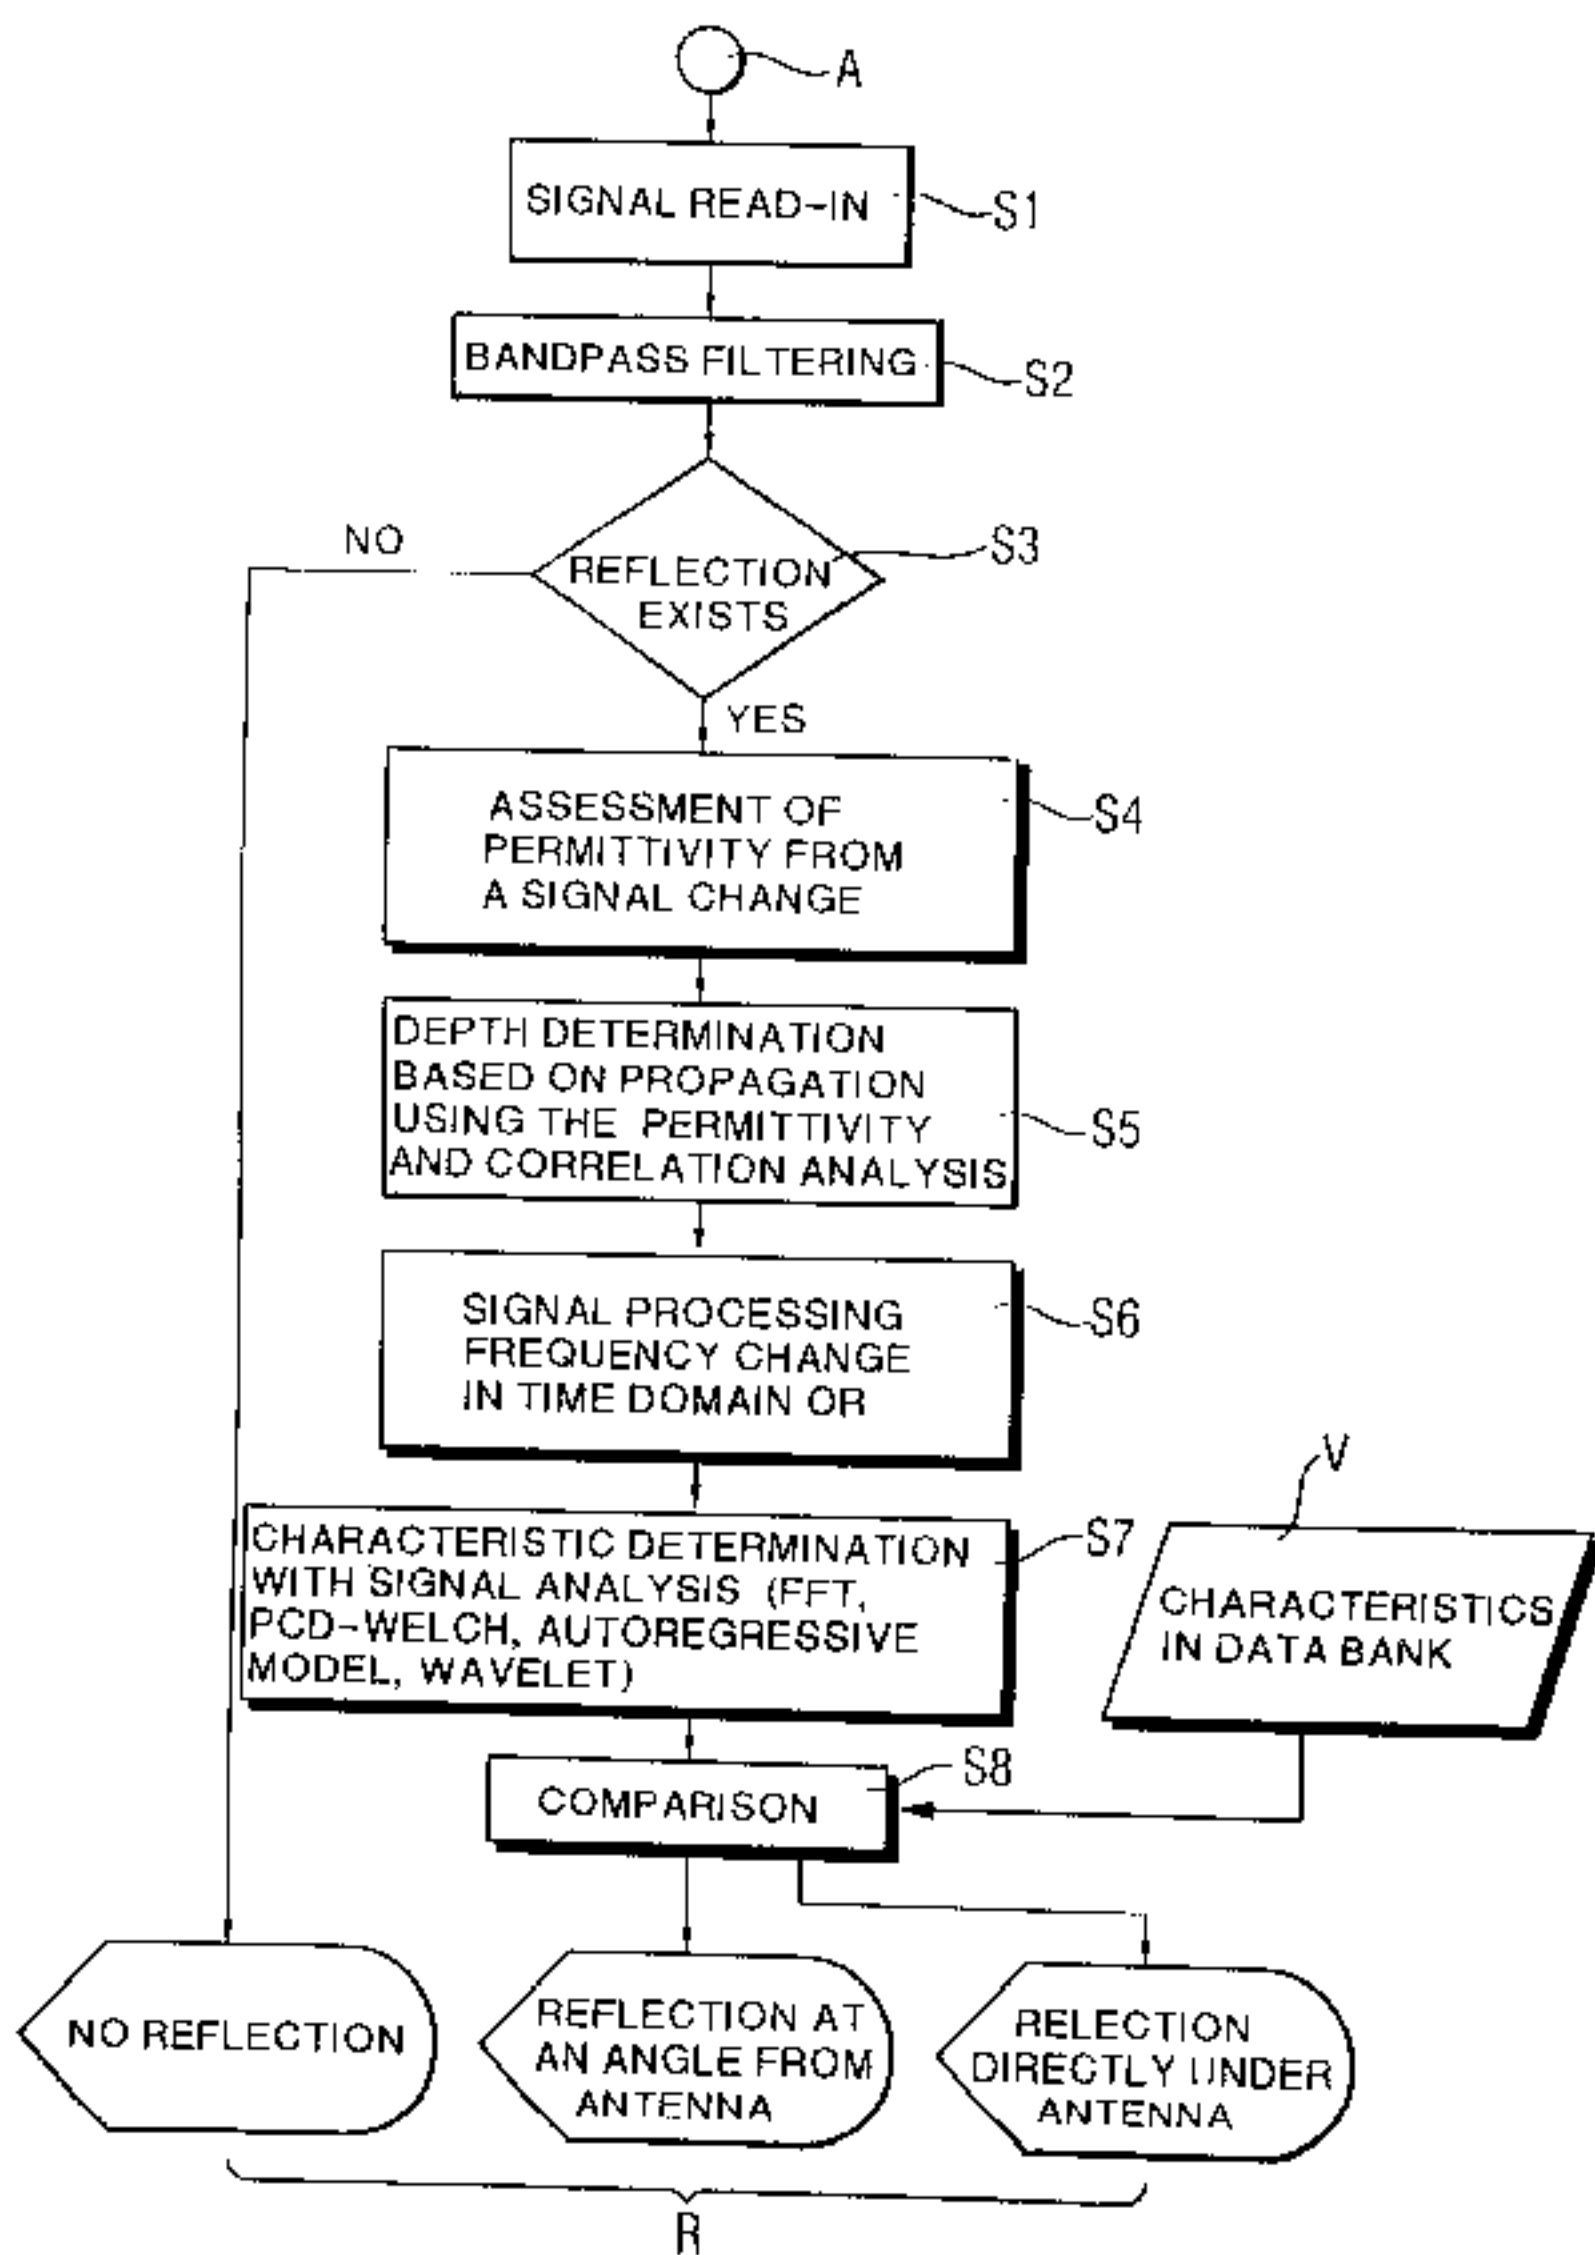 A
SIGNAL READ-IN
S1
BANDPASS FILTERING
S2
NO
REFLECTION
EXISTS
S3
YES
ASSESSMENT OF
PERMITTIVITY FROM
A SIGNAL CHANGE
S4
DEPTH DETERMINATION
BASED ON PROPAGATION
USING THE PERMITTIVITY
AND CORRELATION ANALYSIS
S5
SIGNAL PROCESSING
FREQUENCY CHANGE
IN TIME DOMAIN OR
S6
CHARACTERISTIC DETERMINATION
WITH SIGNAL ANALYSIS (FFT,
PCD-WELCH, AUTOREGRESSIVE
MODEL, WAVELET)
S7
V
CHARACTERISTICS
IN DATA BANK
COMPARISON
S8
NO REFLECTION
REFLECTION AT
AN ANGLE FROM
ANTENNA
RELECTION
DIRECTLY UNDER
ANTENNA
R